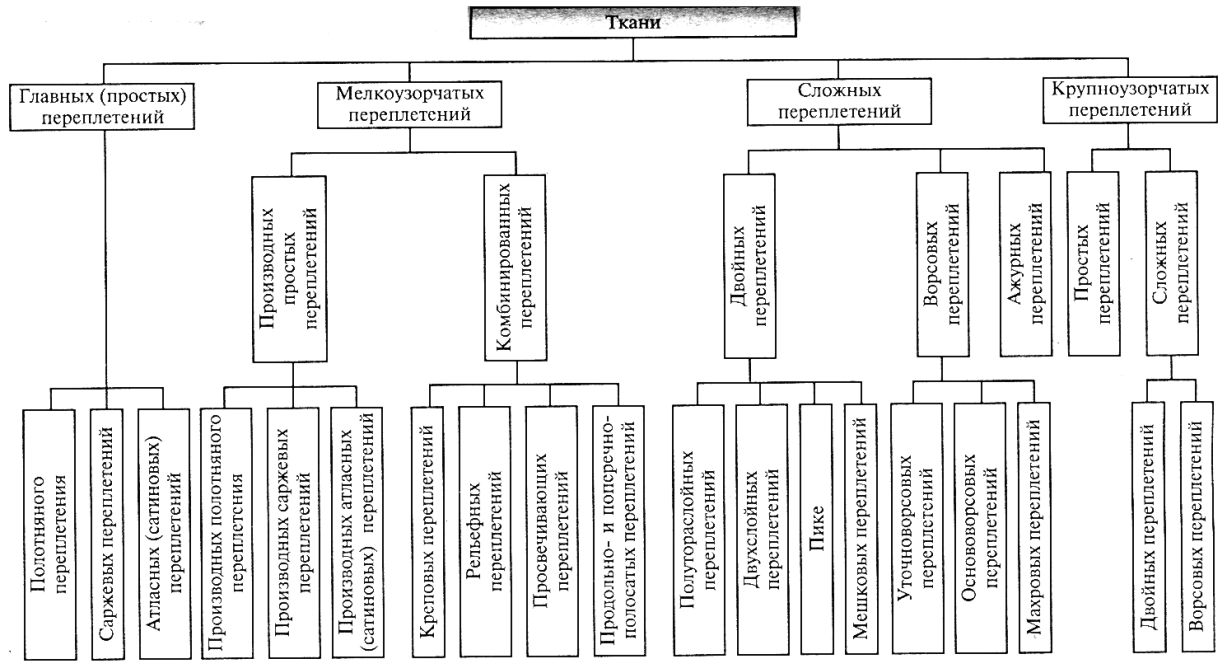 Ткани
Главных (простых)
переплетений
Мелкоузорчатых
переплетений
Сложных
переплетений
Крупноузорчатых
переплетений
Производных
простых
переплетений
Комбинированных
переплетений
Двойных
переплетений
Ворсовых
переплетений
Ажурных
переплетений
Простых
переплетений
Сложных
переплетений
Полотняного
переплетения
Саржевых переплетений
Атласных (сатиновых)
переплетений
Производных полотняного
переплетения
Производных саржевых
переплетений
Производных атласных
(сатиновых) переплетений
Креповых переплетений
Рельефных
переплетений
Просвечивающих
переплетений
Продольно- и поперечно-
полосатых переплетений
Полутораслойных
переплетений
Двухслойных
переплетений
Пике
Мешковых переплетений
Уточноворсовых
переплетений
Основоворсовых
переплетений
Махровых переплетений
Двойных переплетений
Ворсовых переплетений